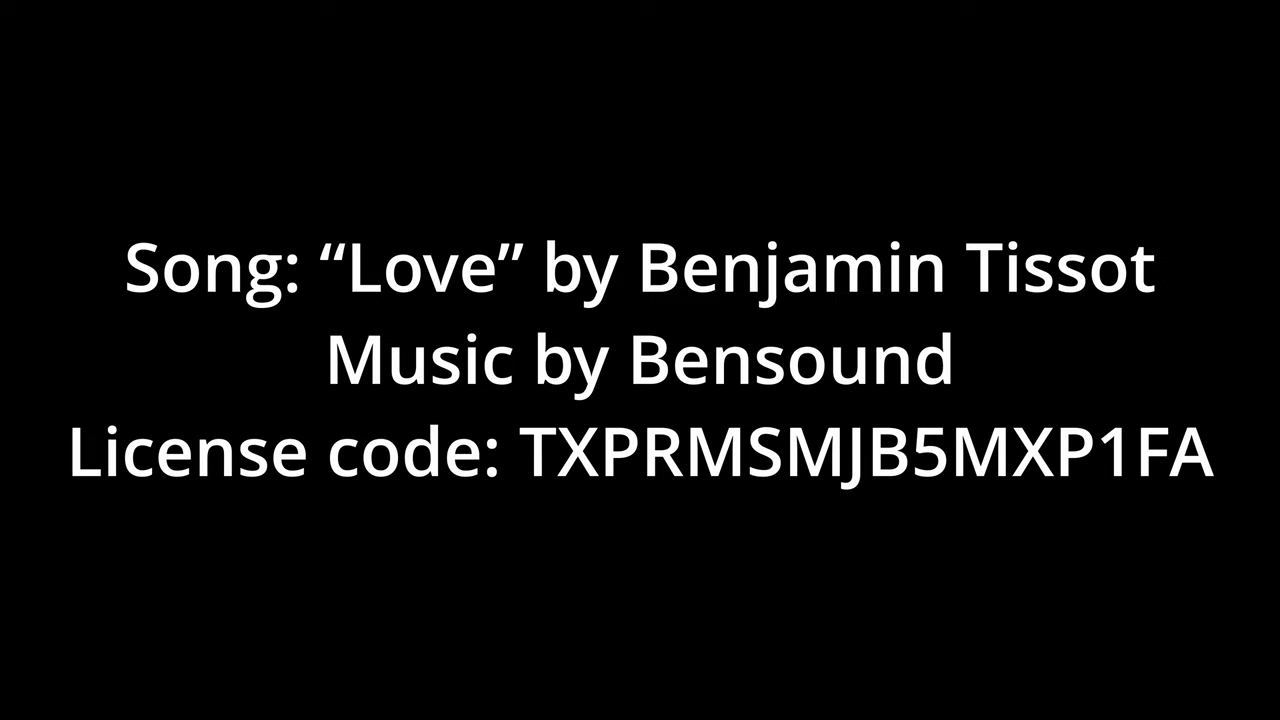 Song: “Love” by Benjamin Tissot
Music by Bensound
License code: TXPRMSMJB5MXP1FA